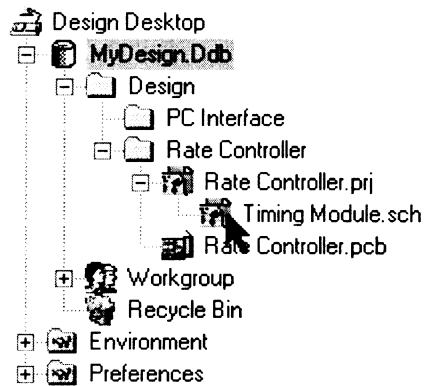 Design Desktop
MyDesign.Ddb
Design
PC Interface
Rate Controller
Rate Controller.prj
Timing Module.sch
Rate Controller.pcb
Workgroup
Recycle Bin
Environment
Preferences